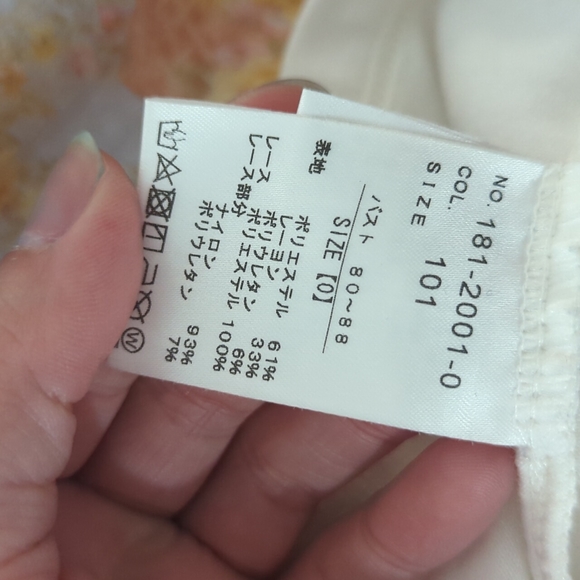 NO. 181-2001-0
COL. 101
SIZE
バスト 80~88
SIZE【0】
表地 ポリエステル 61%
レーヨン 33%
ポリウレタン 6%
レース ポリエステル 100%
レース部分 ナイロン 93%
ポリウレタン 7%
W